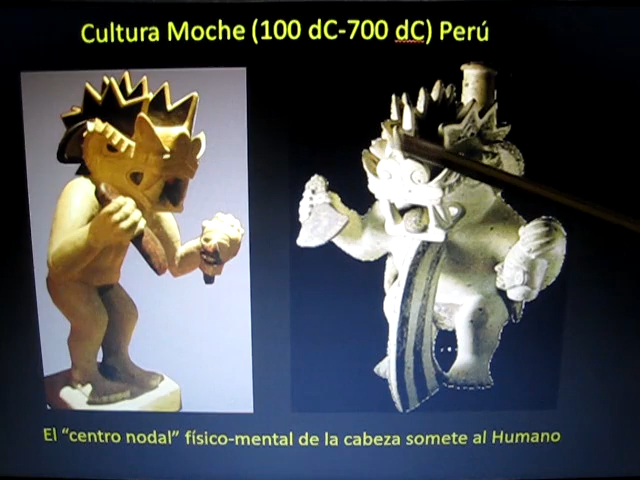 Cultura Moche (100 dC-700 dC) Perú
El “centro nodal” físico-mental de la cabeza somete al Humano